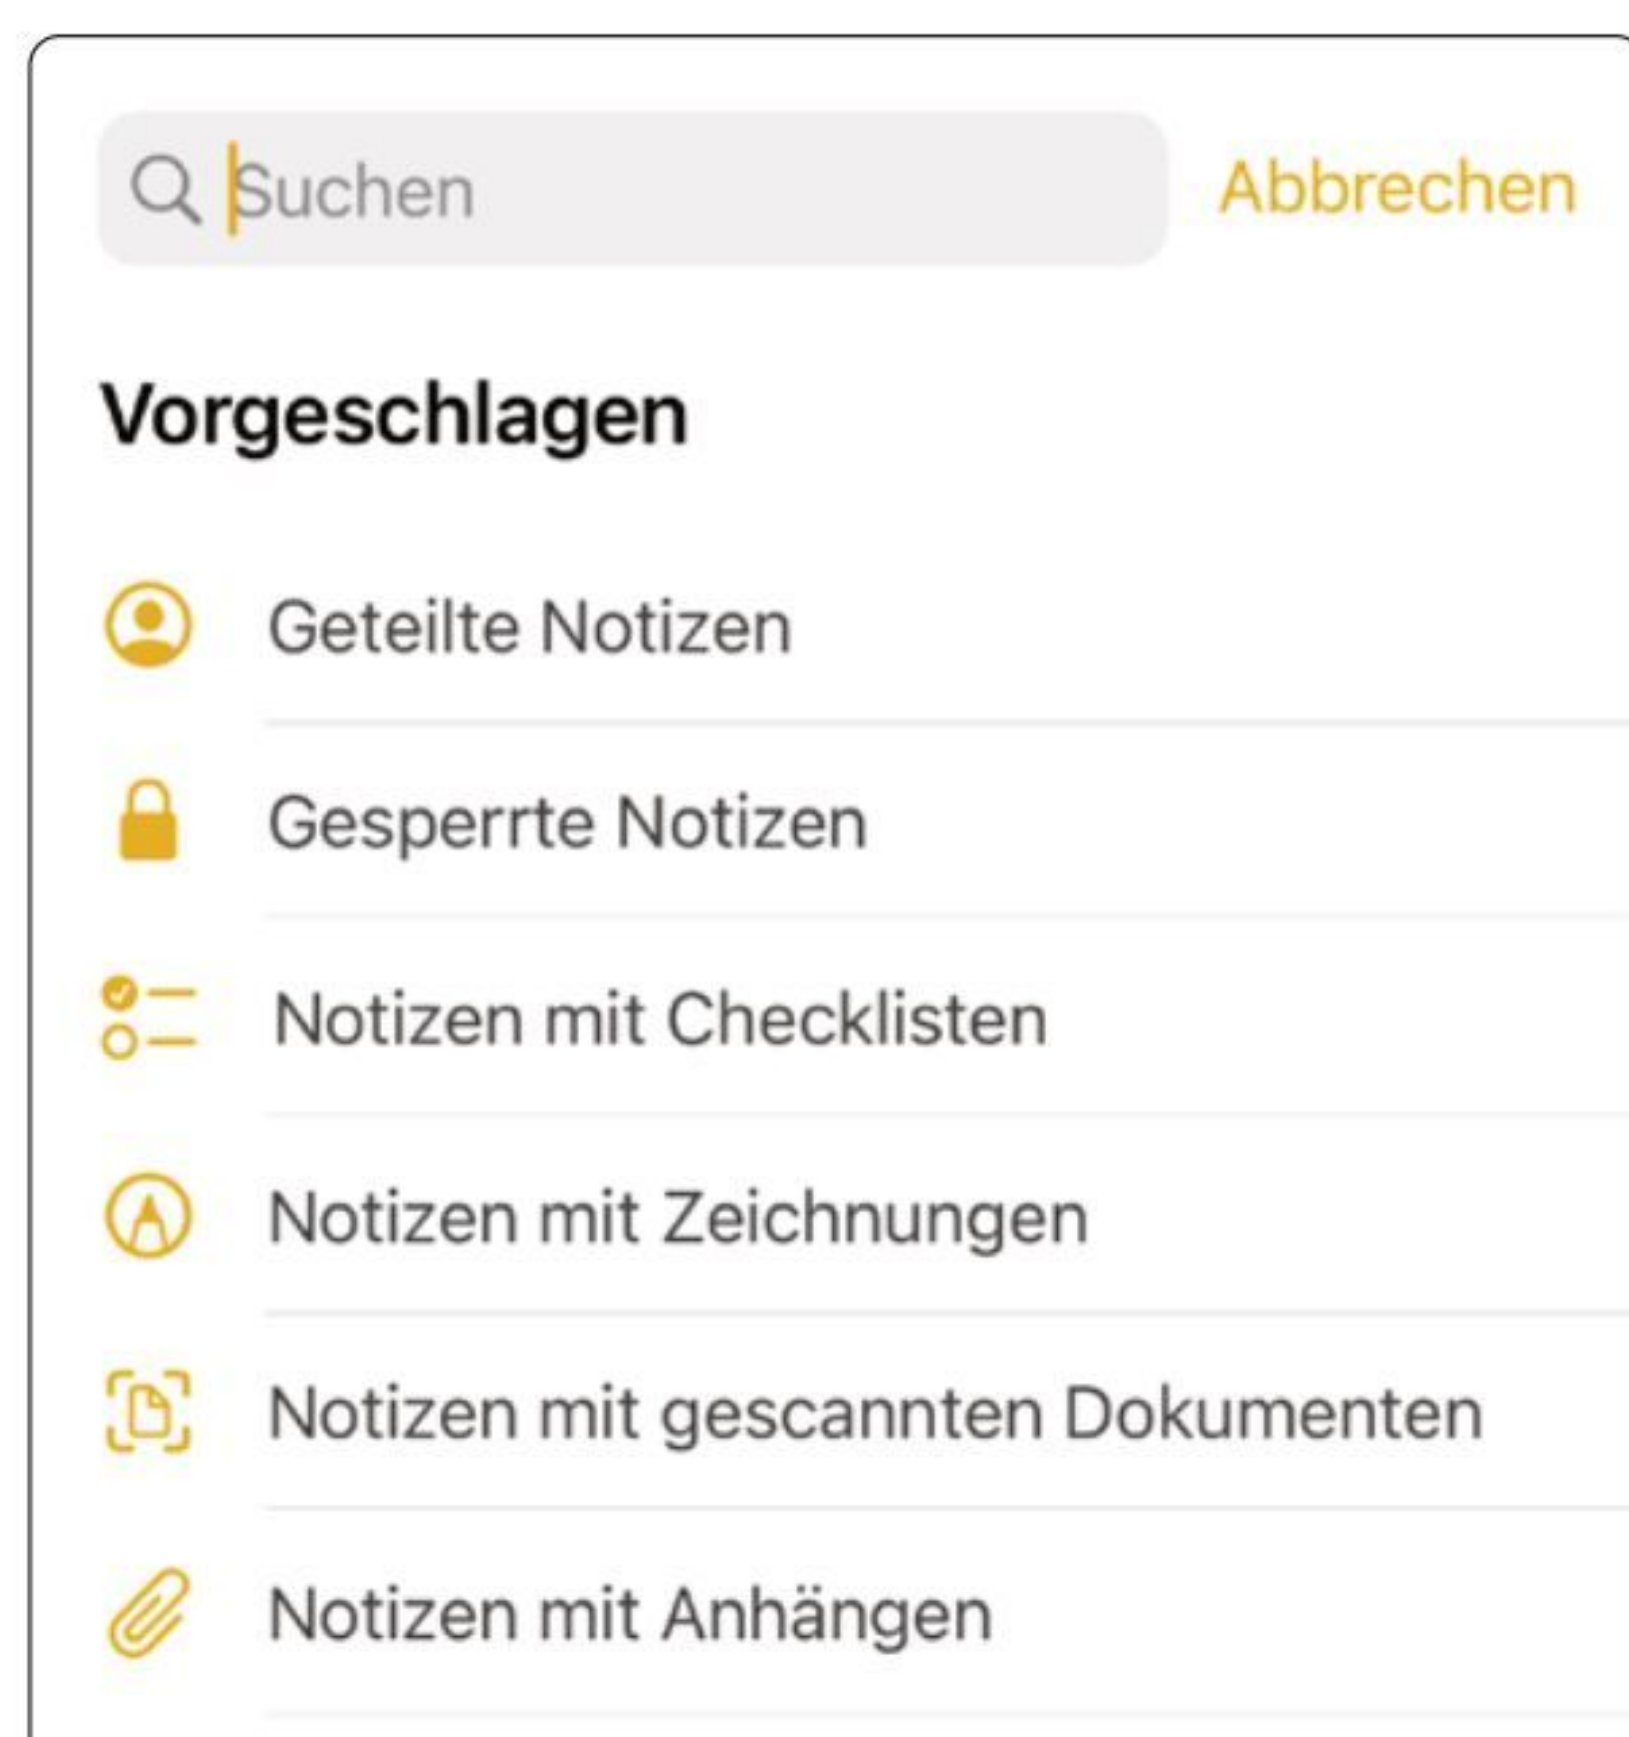 Suchen
Abbrechen
Vorgeschlagen
Geteilte Notizen
Gesperrte Notizen
Notizen mit Checklisten
Notizen mit Zeichnungen
Notizen mit gescannten Dokumenten
Notizen mit Anhängen